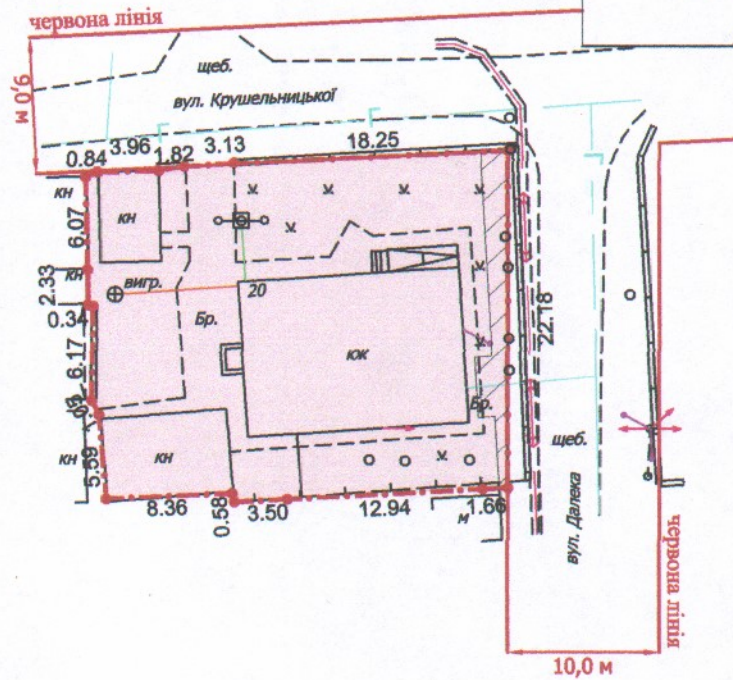 червона лінія
щеб.
вул. Крушельницької
9,0 м
0.84
3.96
1.82
3.13
18.25
кн
кн
6.07
кн
2.33
вигр.
20
0.34
Бр.
22.18
6.17
кж
Бр.
щеб.
кн
5.59
кн
8.36
0.58
3.50
12.94
1.66
м
вул. Далека
червона лінія
10,0 м